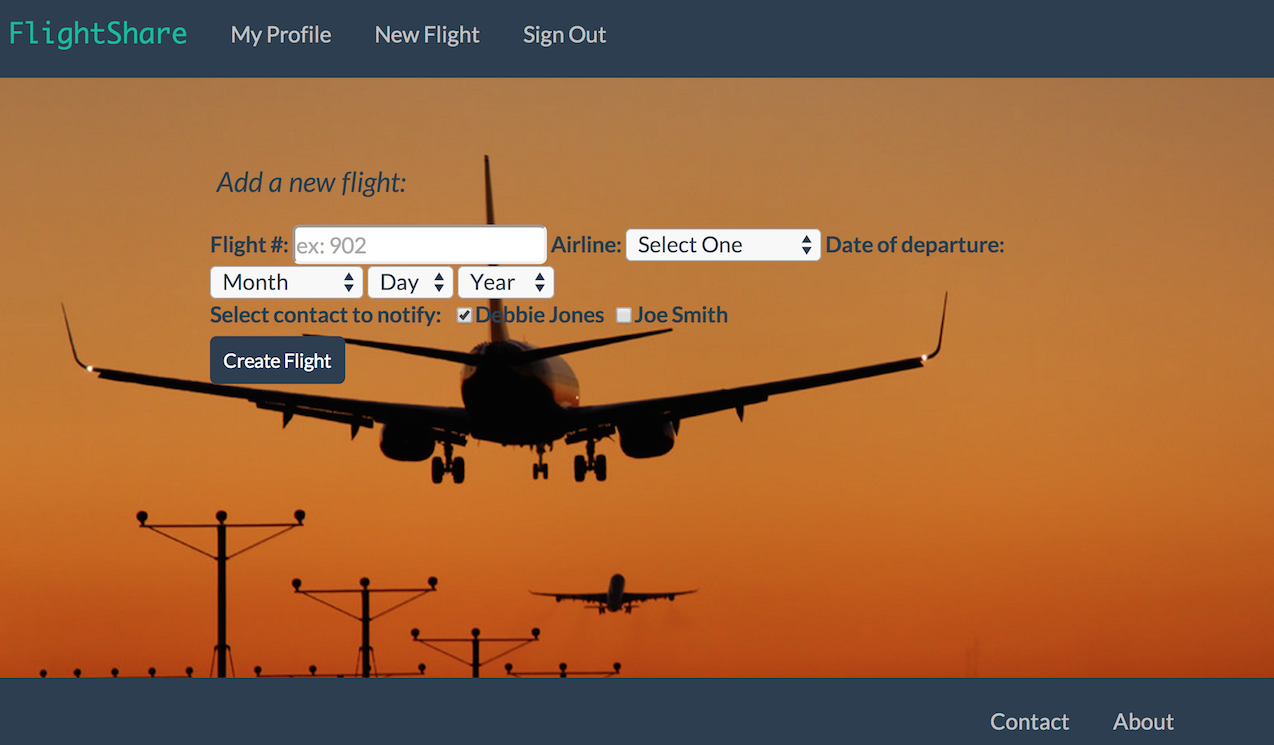 FlightShare My Profile New Flight Sign Out
Add a new flight:
Flight #: ex: 902 Airline: Select One Date of departure:
Month Day Year
Select contact to notify: Debbie Jones Joe Smith
Create Flight
Contact About